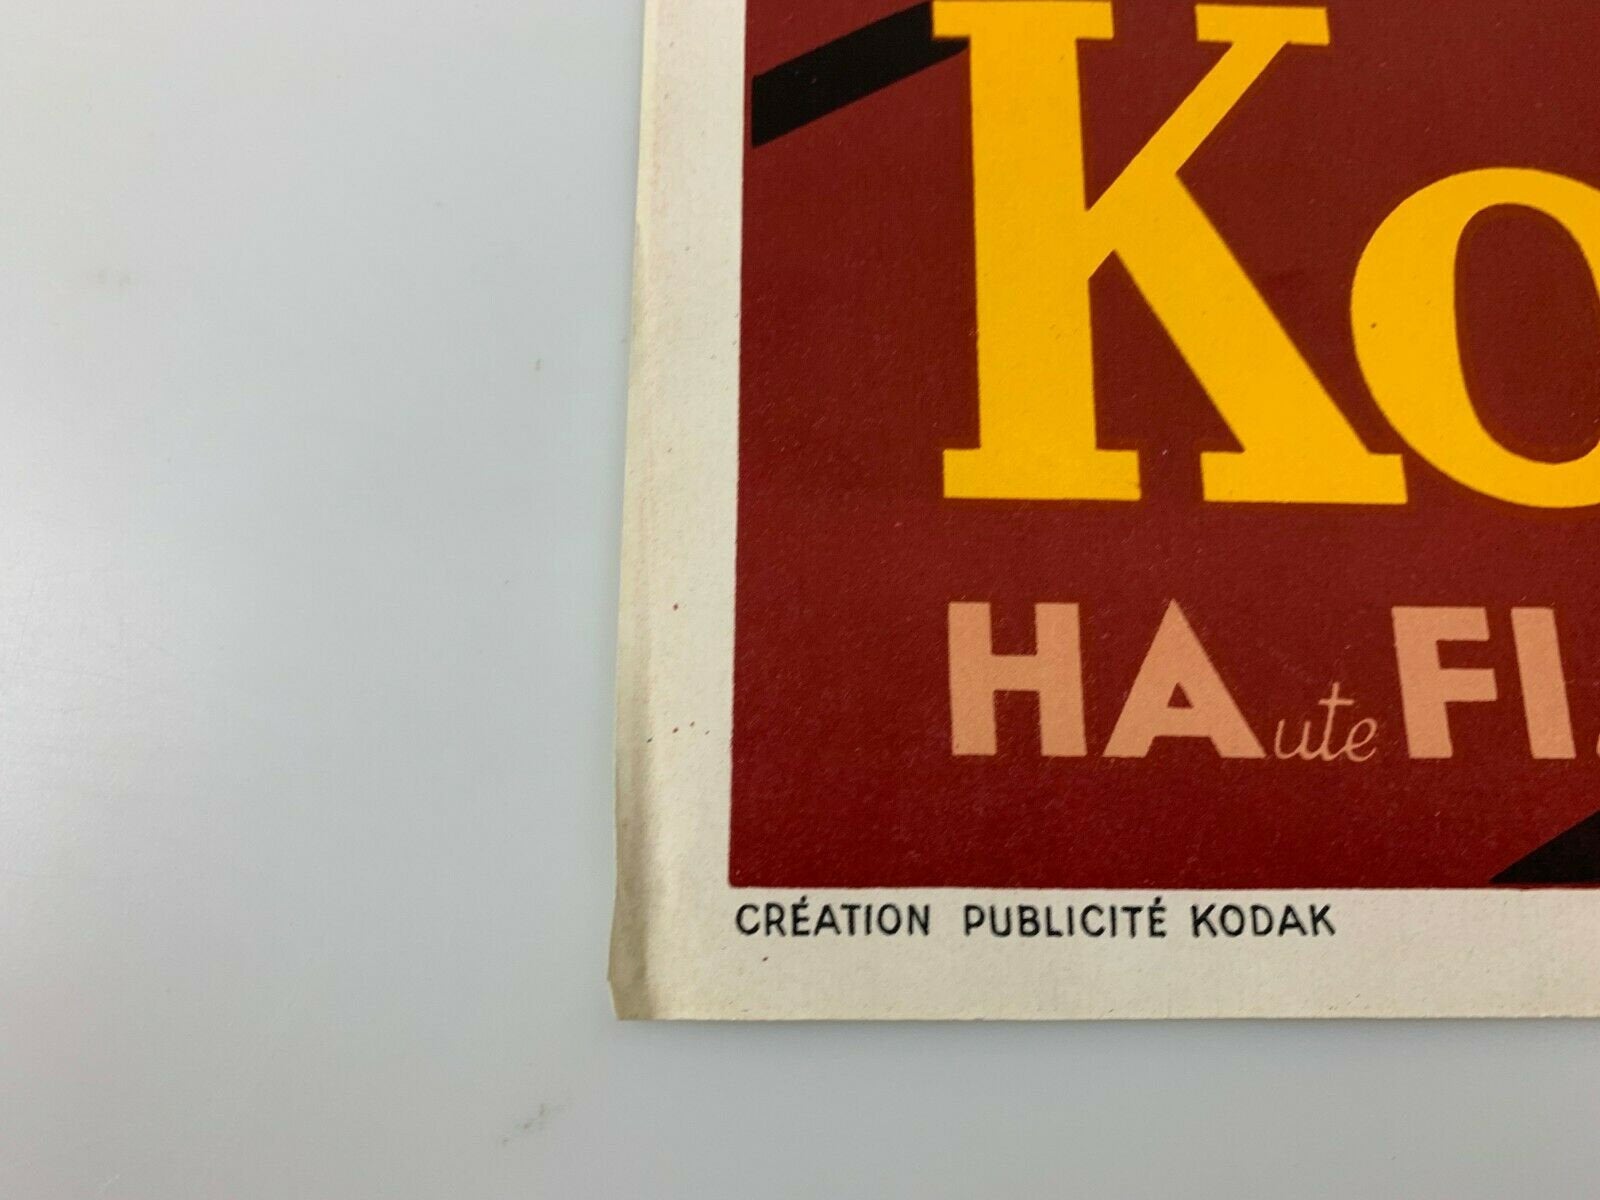 Ko
HAute FI
CRÉATION PUBLICITÉ KODAK